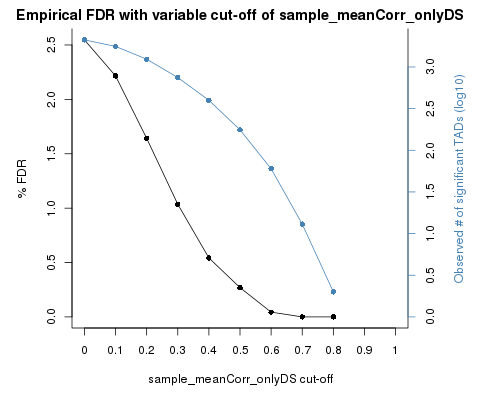 Empirical FDR with variable cut-off of sample_meanCorr_onlyDS
% FDR
2.5
2.0
1.5
1.0
0.5
0.0
3.0
2.5
2.0
1.5
1.0
0.5
0.0
Observed # of significant TADs (log10)
0 0.1 0.2 0.3 0.4 0.5 0.6 0.7 0.8 0.9 1
sample_meanCorr_onlyDS cut-off